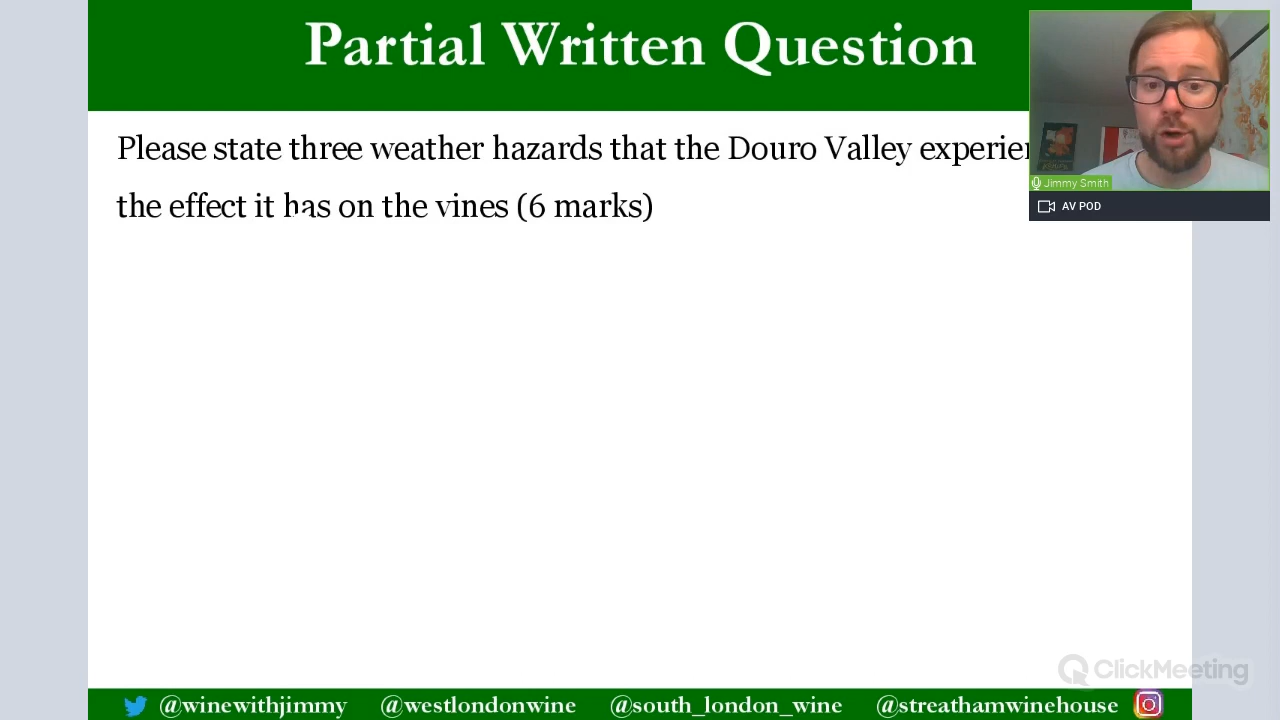 Partial Written Question
Please state three weather hazards that the Douro Valley
the effect it has on the vines (6 marks)
Jimmy Smith
AV POD
ClickMeeting
@winewithjimmy @westlondonwine @south_london_wine @streathamwinehouse